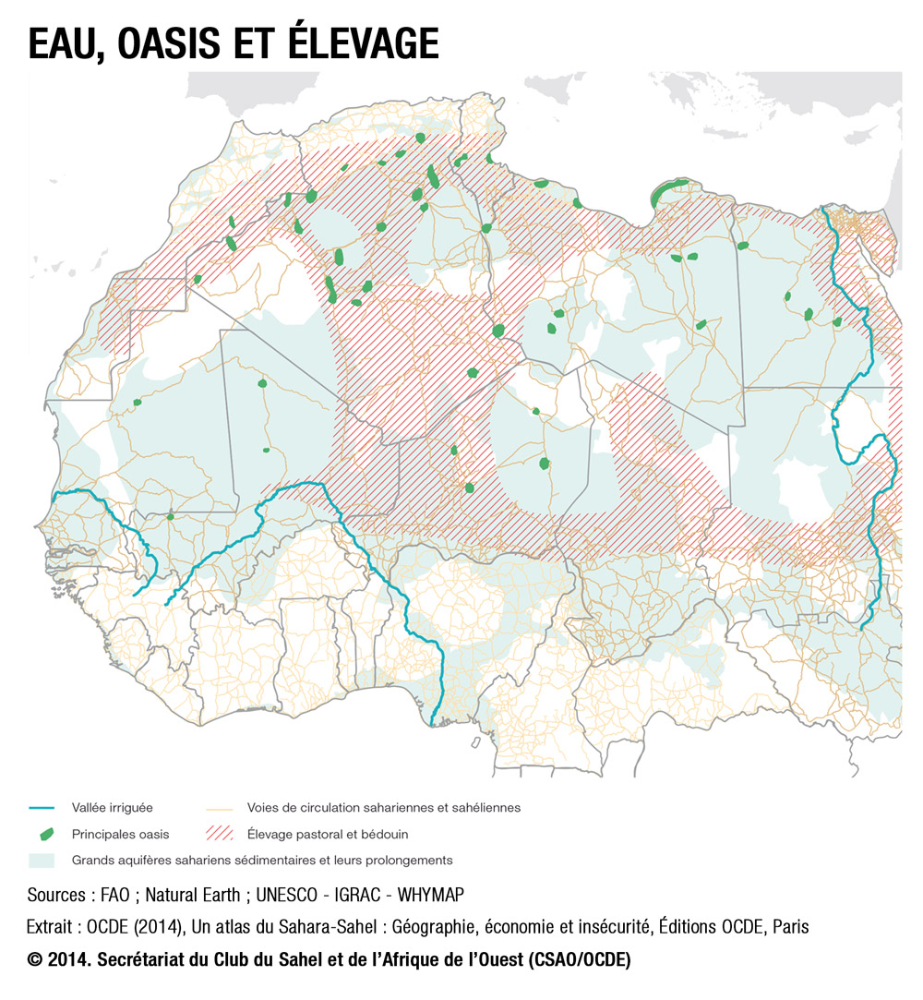 EAU, OASIS ET ÉLEVAGE
Vallée irriguée
Voies de circulation sahariennes et sahéliennes
Principales oasis
Élevage pastoral et bédouin
Grands aquifères sahariens sédimentaires et leurs prolongements
Sources : FAO ; Natural Earth ; UNESCO - IGRAC - WHYMAP
Extrait : OCDE (2014), Un atlas du Sahara-Sahel : Géographie, économie et insécurité, Éditions OCDE, Paris
© 2014. Secrétariat du Club du Sahel et de l’Afrique de l’Ouest (CSAO/OCDE)